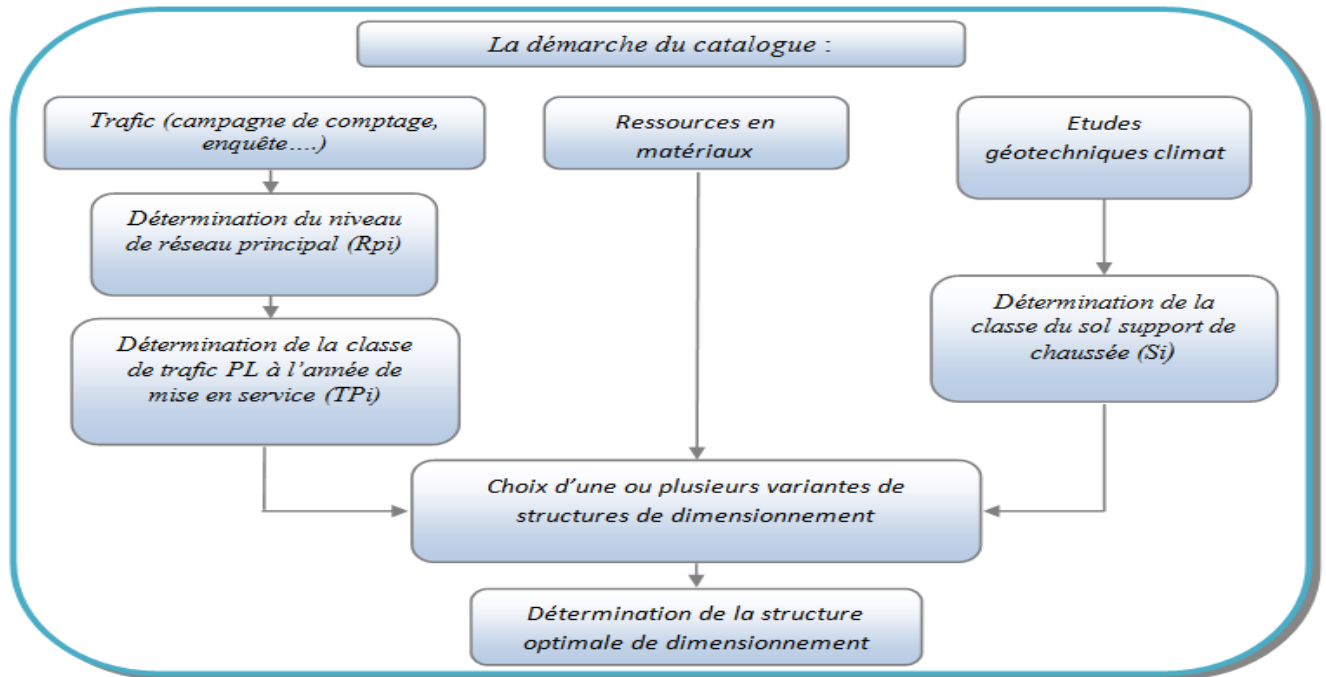 La démarche du catalogue :
Trafic (campagne de comptage,
enquête….)
Ressources en
matériaux
Etudes
géotechniques climat
Détermination du niveau
de réseau principal (Rpi)
Détermination de la
classe du sol support de
chaussée (Si)
Détermination de la classe
de trafic PL à l’année de
mise en service (TPi)
Choix d’une ou plusieurs variantes de
structures de dimensionnement
Détermination de la structure
optimale de dimensionnement